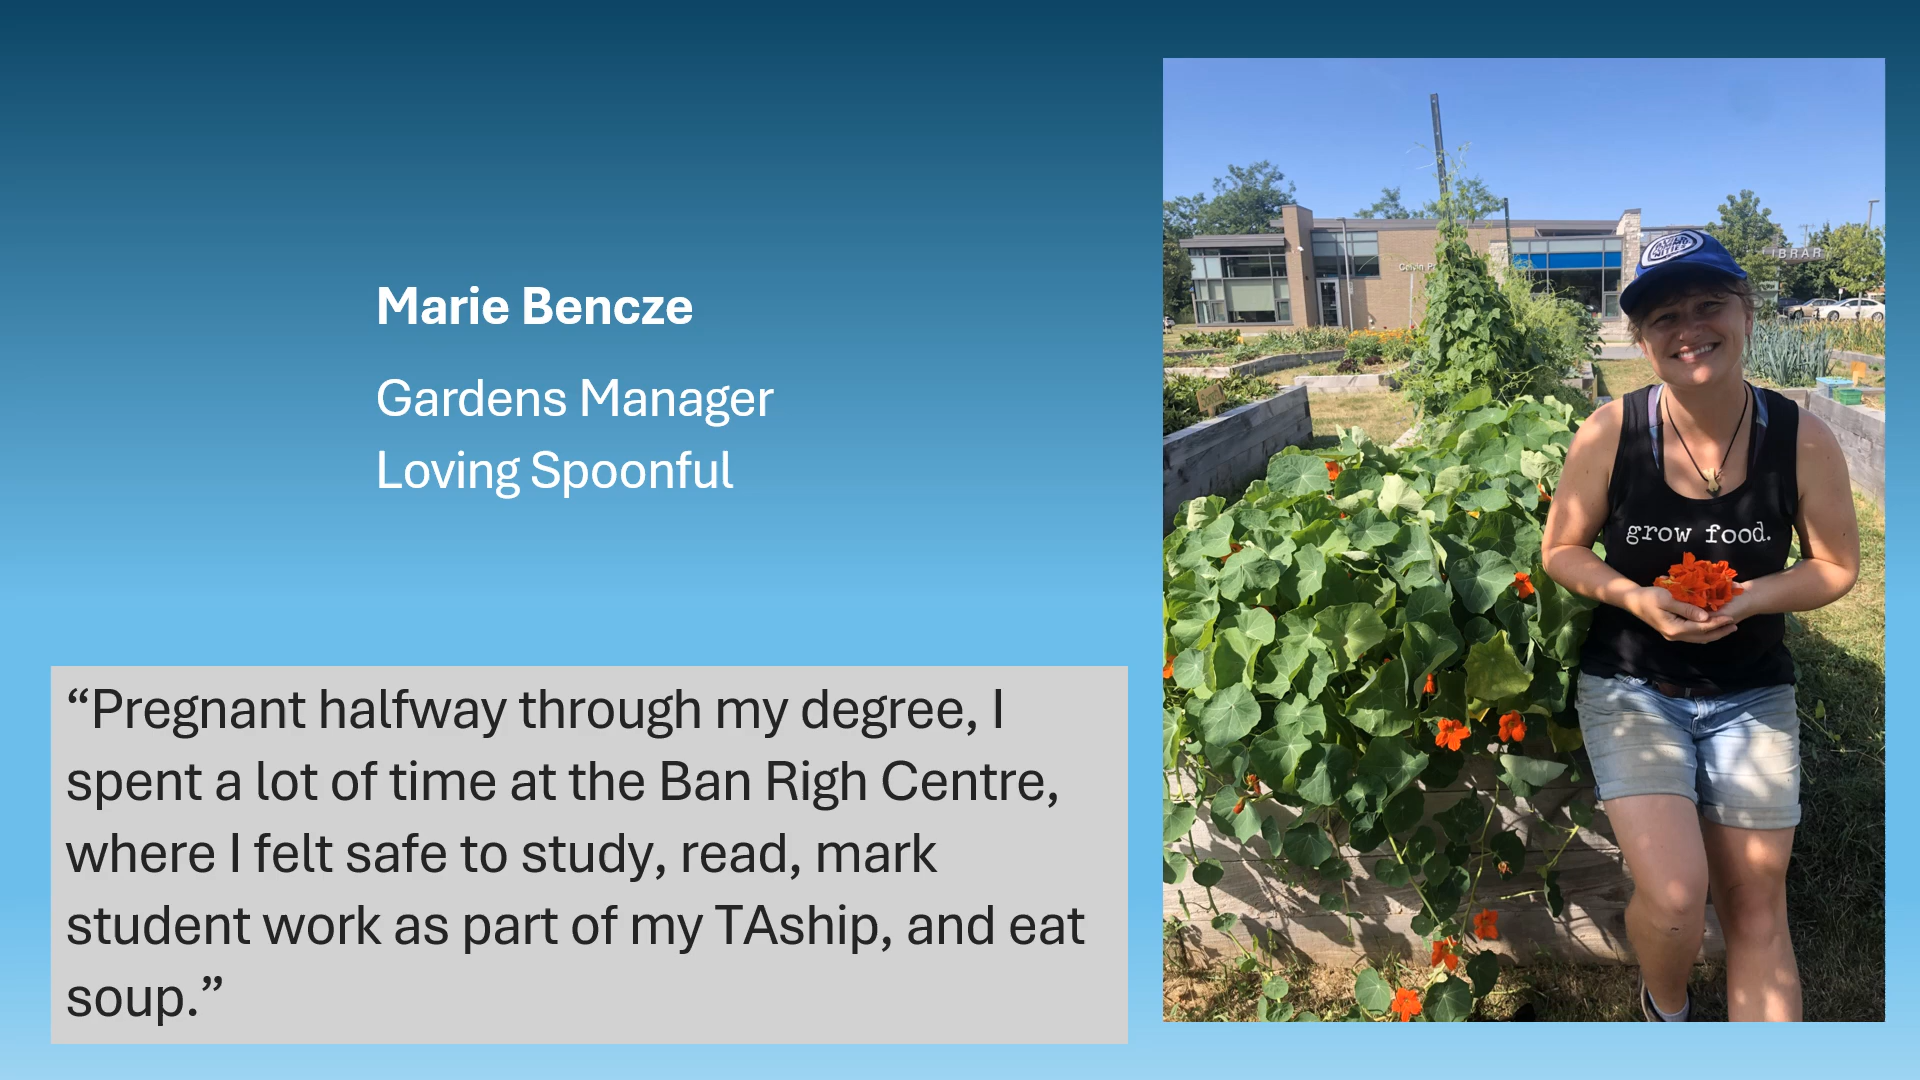 Marie Bencze
Gardens Manager
Loving Spoonful
“Pregnant halfway through my degree, I
spent a lot of time at the Ban Righ Centre,
where I felt safe to study, read, mark
student work as part of my TAship, and eat
soup.”
grow food.